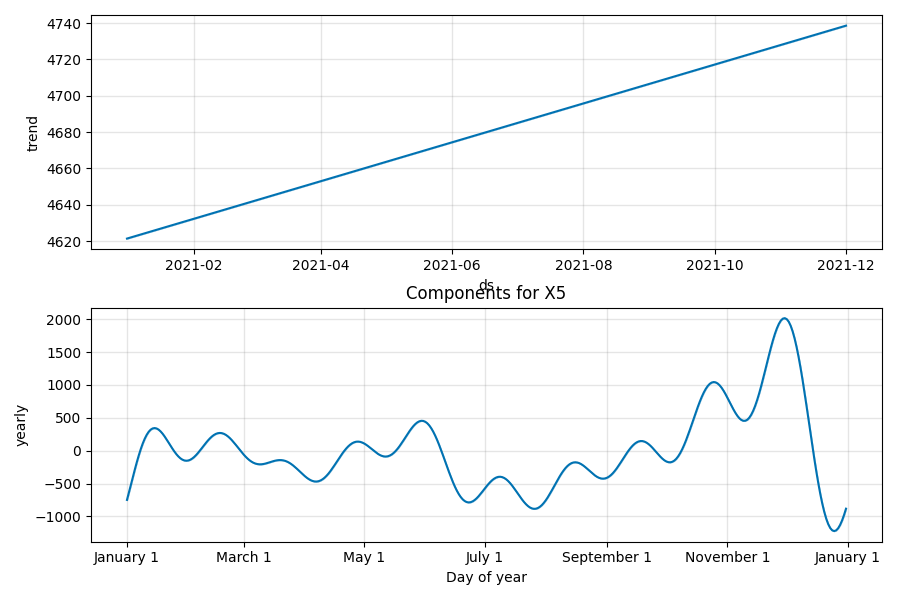 4740
4720
4700
4680
4660
4640
4620
trend
2021-02 2021-04 2021-06 2021-08 2021-10 2021-12
ds
Components for X5
2000
1500
1000
500
0
−500
−1000
yearly
January 1 March 1 May 1 July 1 September 1 November 1 January 1
Day of year